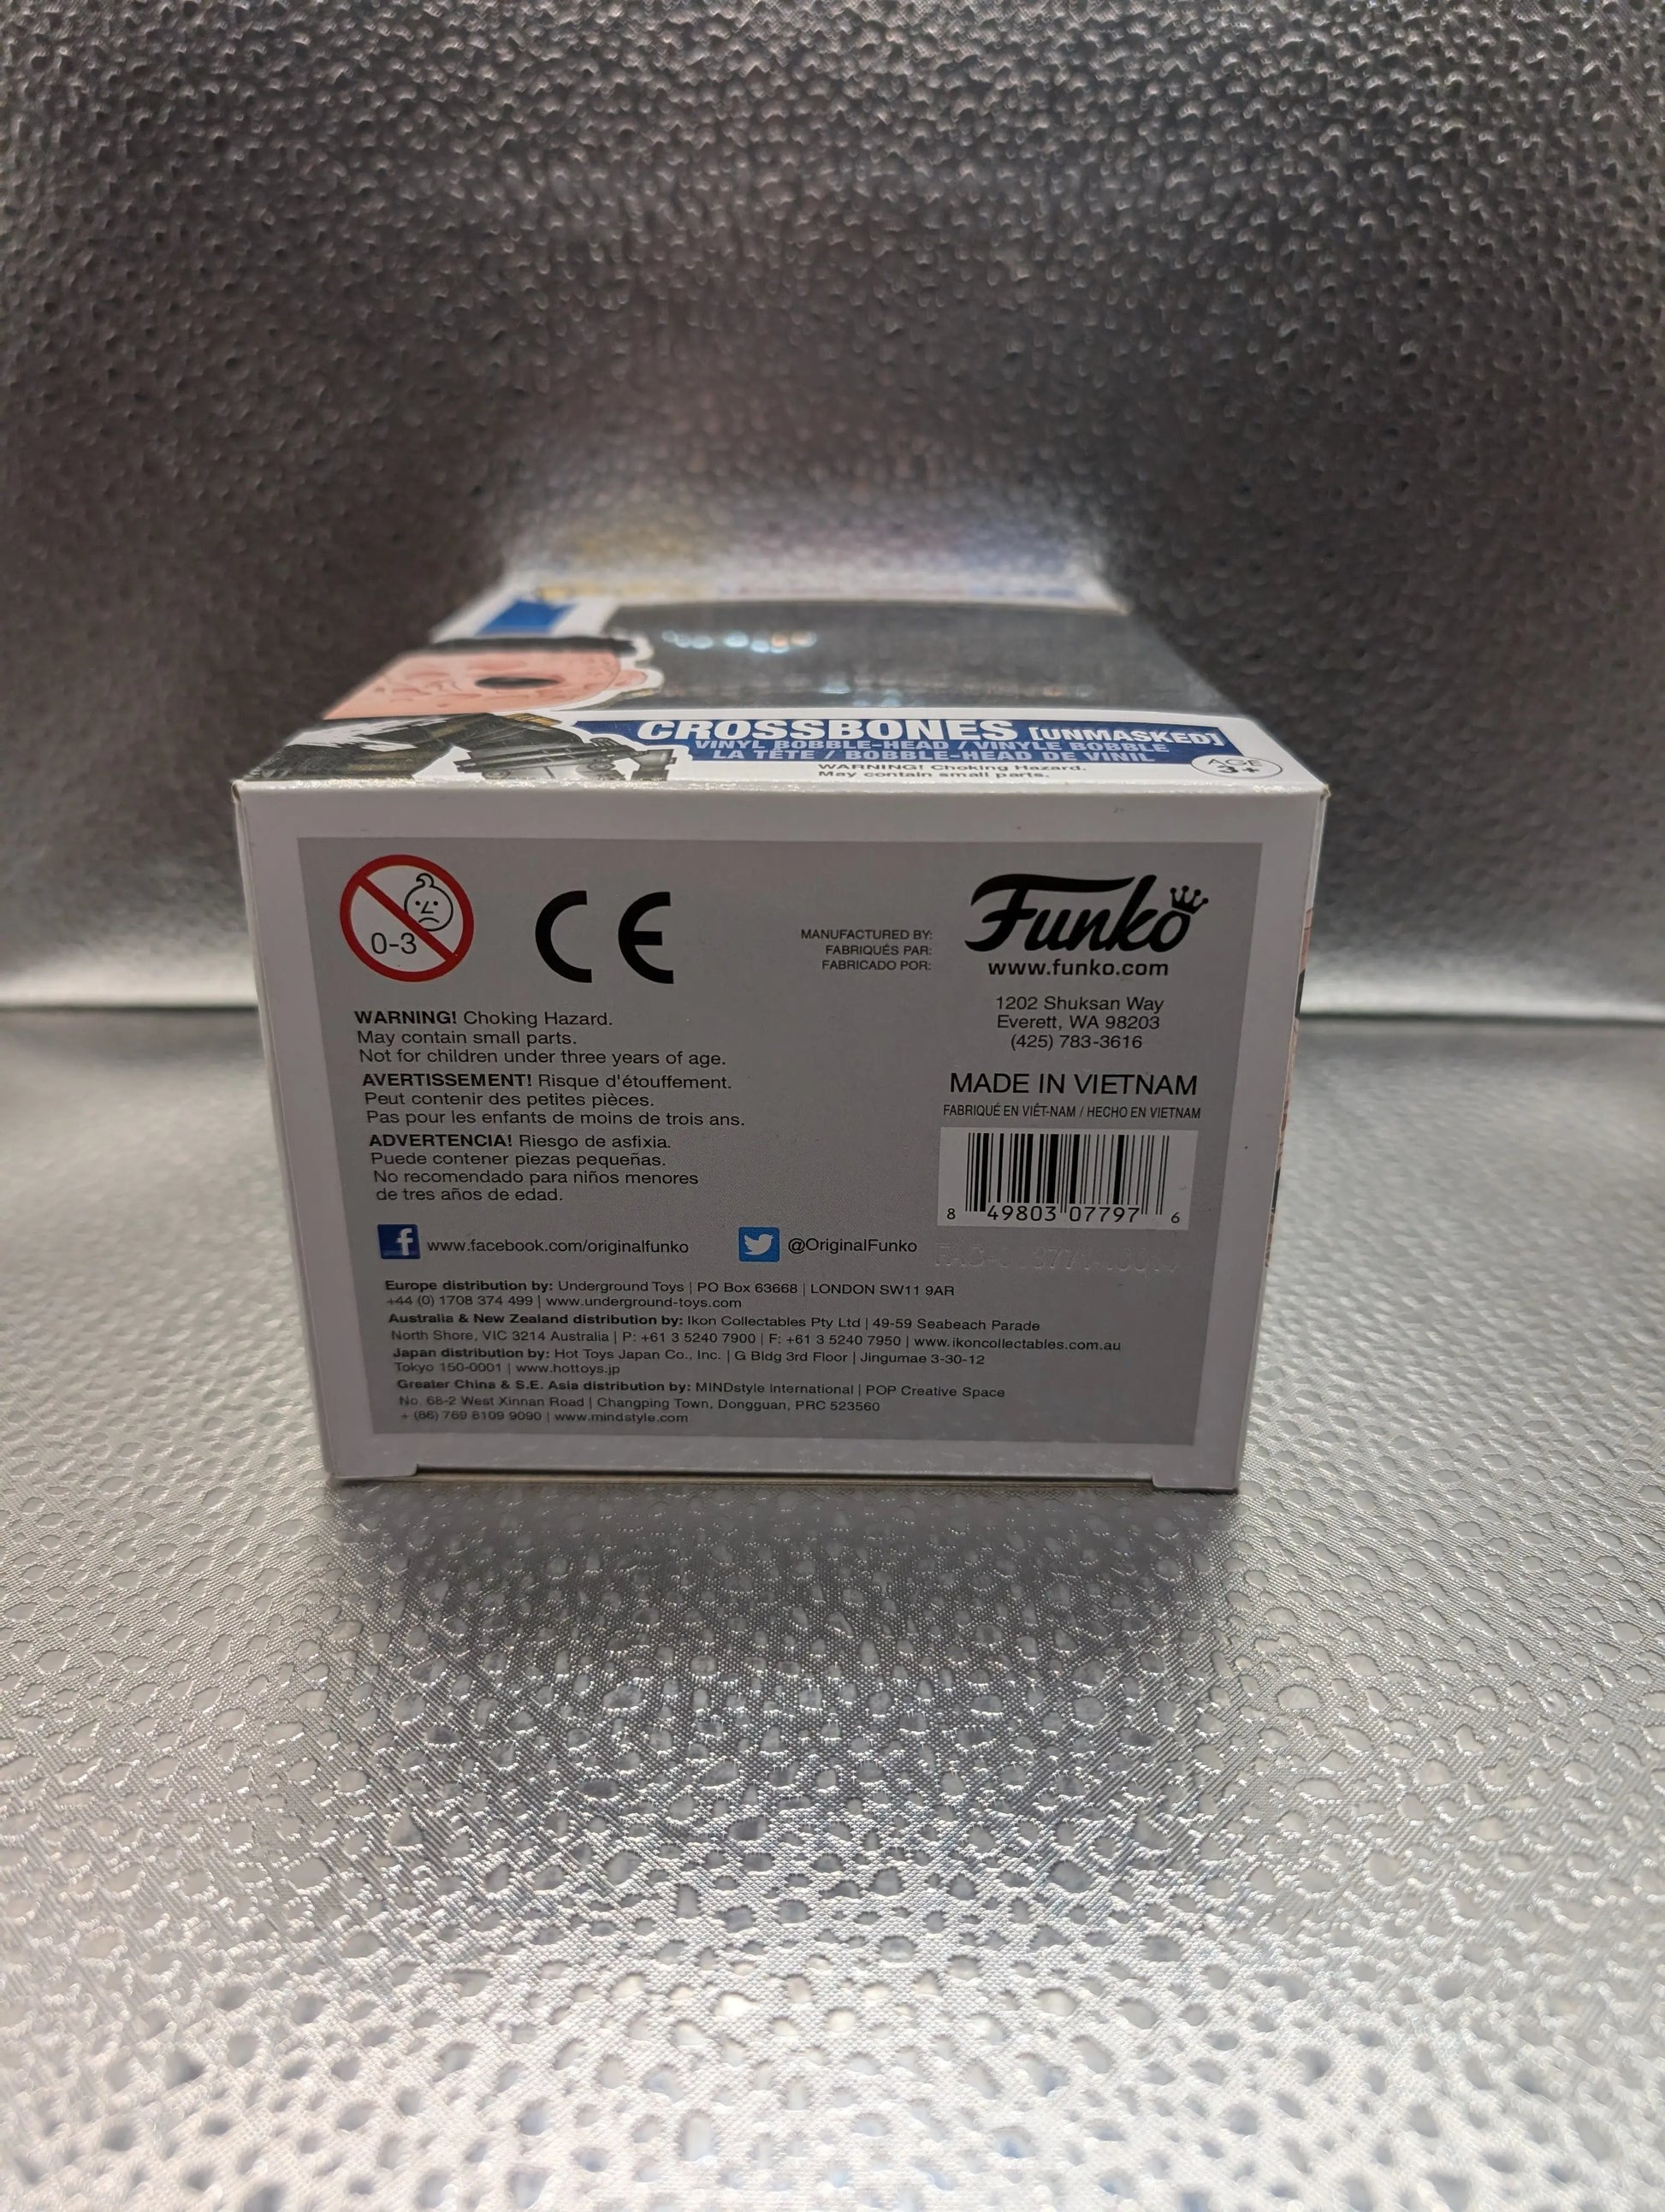 CROSSBONES [UNMASKED]
VINYL BOBBLE-HEAD / VINYLE BOBBLE
LA TÊTE / BOBBLE-HEAD DE VINIL
WARNING! Choking Hazard.
May contain small parts.
AGE
3+
0-3
CE
MANUFACTURED BY:
FABRIQUÉS PAR:
FABRICADO POR:
Funko
www.funko.com
1202 Shuksan Way
Everett, WA 98203
(425) 783-3616
MADE IN VIETNAM
FABRIQUÉ EN VIÊT-NAM / HECHO EN VIETNAM
8 49803 07797 6
WARNING! Choking Hazard.
May contain small parts.
Not for children under three years of age.
AVERTISSEMENT! Risque d'étouffement.
Peut contenir des petites pièces.
Pas pour les enfants de moins de trois ans.
ADVERTENCIA! Riesgo de asfixia.
Puede contener piezas pequeñas.
No recomendado para niños menores
de tres años de edad.
f www.facebook.com/originalfunko
@OriginalFunko
Europe distribution by: Underground Toys | PO Box 63668 | LONDON SW11 9AR
+44 (0) 1708 374 499 | www.underground-toys.com
Australia & New Zealand distribution by: Ikon Collectables Pty Ltd | 49-59 Seabeach Parade
North Shore, VIC 3214 Australia | P: +61 3 5240 7900 | F: +61 3 5240 7950 | www.ikoncollectables.com.au
Japan distribution by: Hot Toys Japan Co., Inc. | G Bldg 3rd Floor | Jingumae 3-30-12
Tokyo 150-0001 | www.hottoys.jp
Greater China & S.E. Asia distribution by: MINDstyle International | POP Creative Space
No. 68-2 West Xinnan Road | Changping Town, Dongguan, PRC 523560
+ (86) 769 8109 9090 | www.mindstyle.com